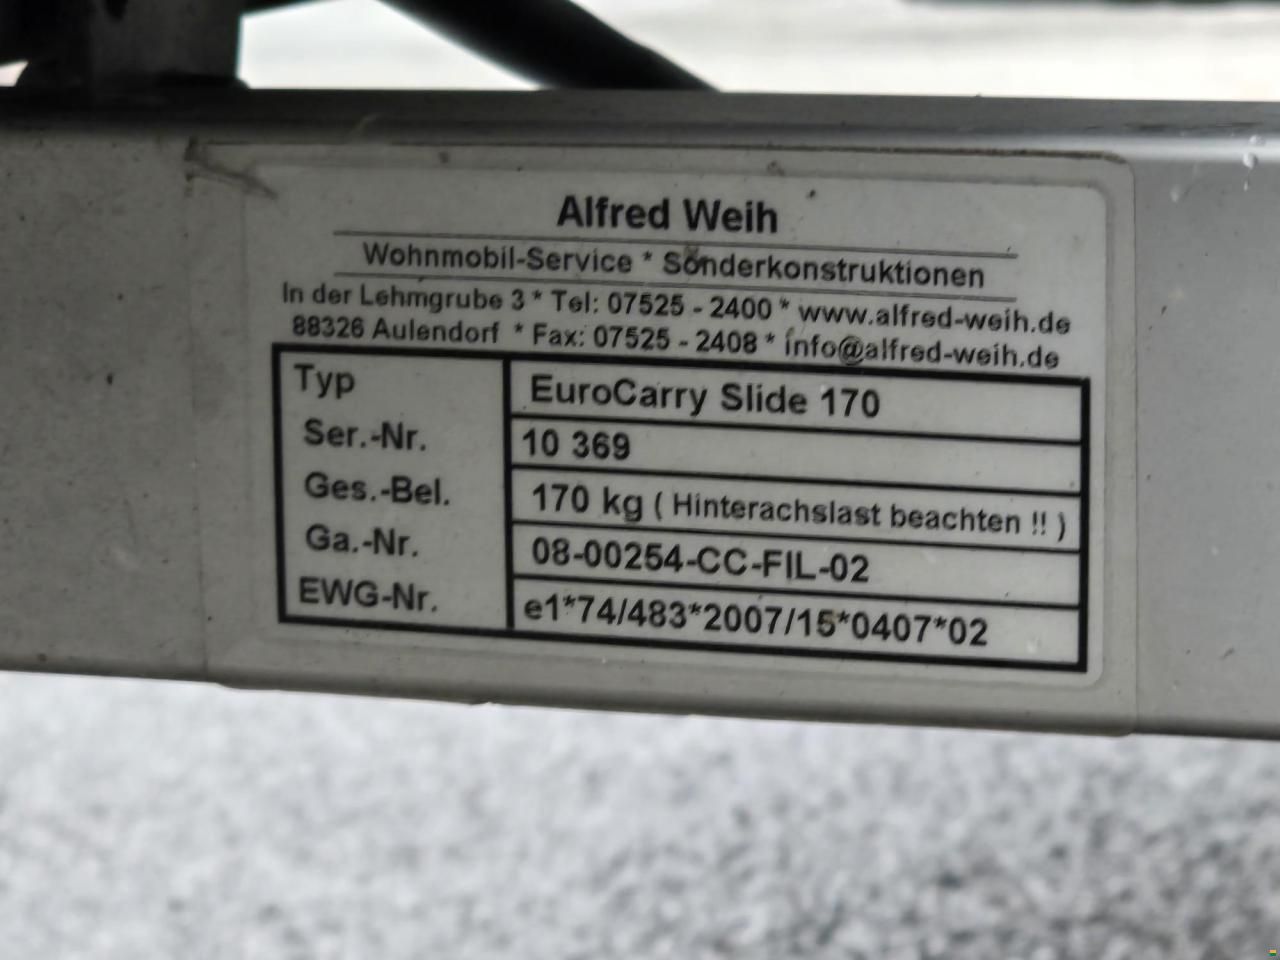 Alfred Weih
Wohnmobil-Service * Sonderkonstruktionen
In der Lehmgrube 3 * Tel: 07525 - 2400 * www.alfred-weih.de
88326 Aulendorf * Fax: 07525 - 2408 * info@alfred-weih.de
Typ EuroCarry Slide 170
Ser.-Nr. 10 369
Ges.-Bel. 170 kg ( Hinterachslast beachten !! )
Ga.-Nr. 08-00254-CC-FIL-02
EWG-Nr. e1*74/483*2007/15*0407*02